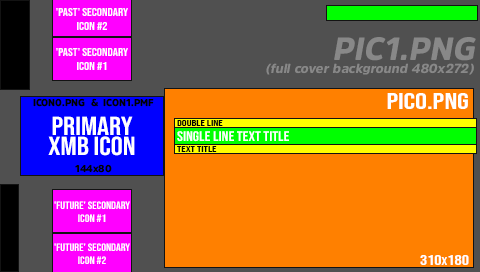 'PAST' SECONDARY
ICON #2
'PAST' SECONDARY
ICON #1
PIC1.PNG
(full cover background 480x272)
ICON0.PNG & ICON1.PMF
PRIMARY
XMB ICON
144x80
PIC0.PNG
DOUBLE LINE
SINGLE LINE TEXT TITLE
TEXT TITLE
'FUTURE' SECONDARY
ICON #1
'FUTURE' SECONDARY
ICON #2
310x180